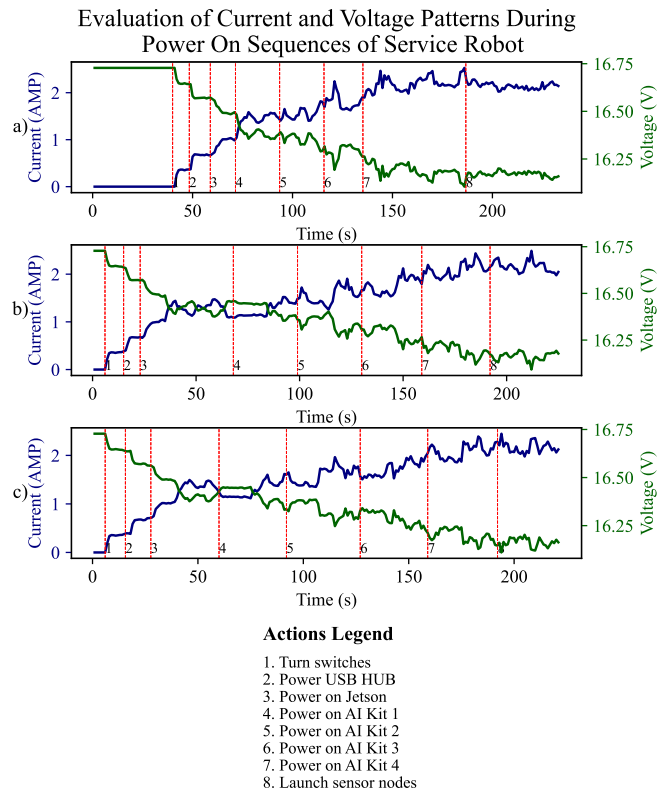 Evaluation of Current and Voltage Patterns During
Power On Sequences of Service Robot
a)
Current (AMP)
2
1
0
16.75
16.50
16.25
Voltage (V)
1 2 3 4 5 6 7 8
0 50 100 150 200
Time (s)
b)
Current (AMP)
2
1
0
16.75
16.50
16.25
Voltage (V)
1 2 3 4 5 6 7 8
0 50 100 150 200
Time (s)
c)
Current (AMP)
2
1
0
16.75
16.50
16.25
Voltage (V)
1 2 3 4 5 6 7 8
0 50 100 150 200
Time (s)
Actions Legend
1. Turn switches
2. Power USB HUB
3. Power on Jetson
4. Power on AI Kit 1
5. Power on AI Kit 2
6. Power on AI Kit 3
7. Power on AI Kit 4
8. Launch sensor nodes